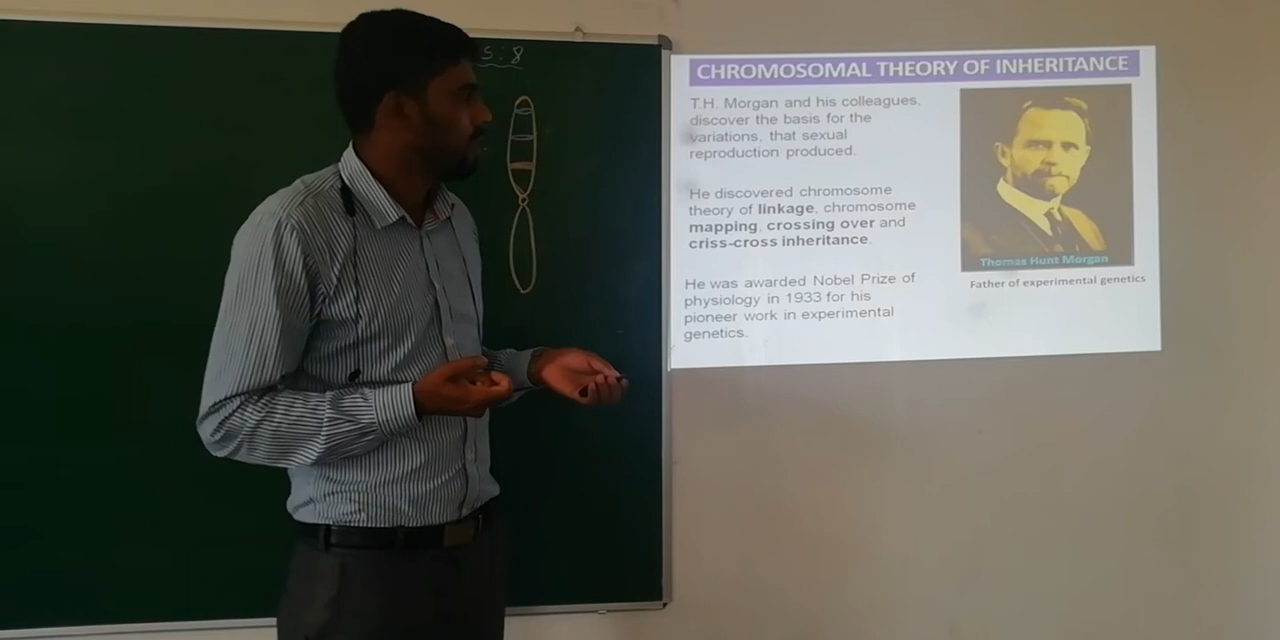 5:8
CHROMOSOMAL THEORY OF INHERITANCE
T.H. Morgan and his colleagues,
discover the basis for the
variations, that sexual
reproduction produced.
He discovered chromosome
theory of linkage, chromosome
mapping, crossing over and
criss-cross inheritance.
He was awarded Nobel Prize of
physiology in 1933 for his
pioneer work in experimental
genetics.
Thomas Hunt Morgan
Father of experimental genetics